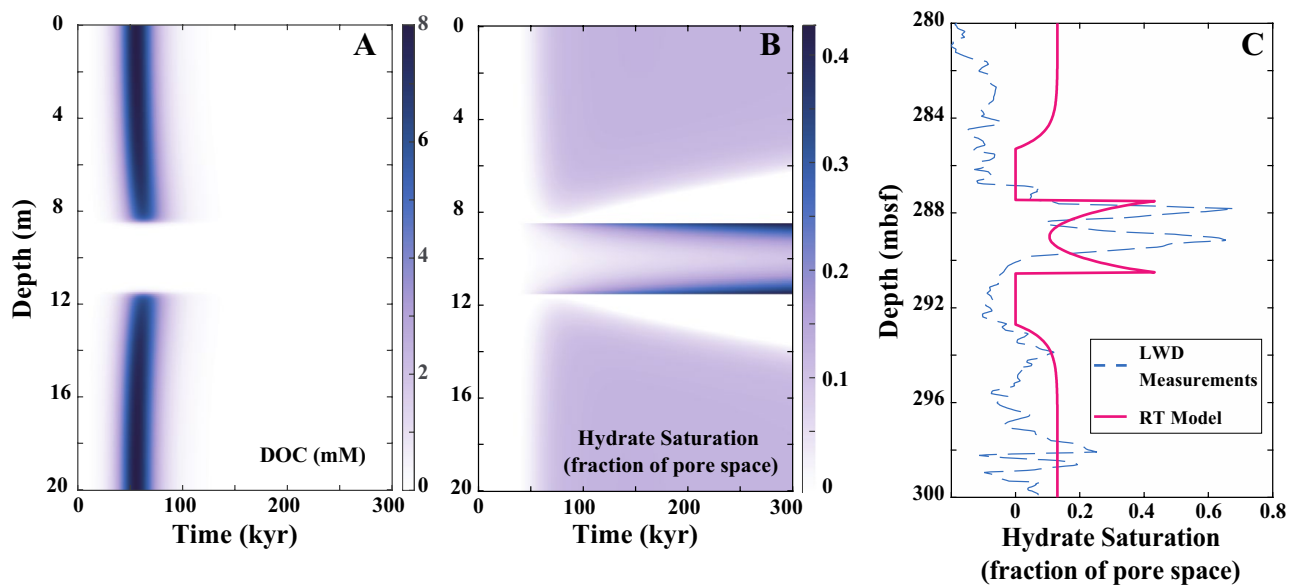 A
0
4
8
12
16
20
Depth (m)
0
100
200
300
Time (kyr)
DOC (mM)
8
6
4
2
0
B
0
4
8
12
16
20
0
100
200
300
Time (kyr)
Hydrate Saturation
(fraction of pore space)
0.4
0.3
0.2
0.1
0
C
280
284
288
292
296
300
Depth (mbsf)
0
0.2
0.4
0.6
0.8
Hydrate Saturation
(fraction of pore space)
LWD
Measurements
RT Model